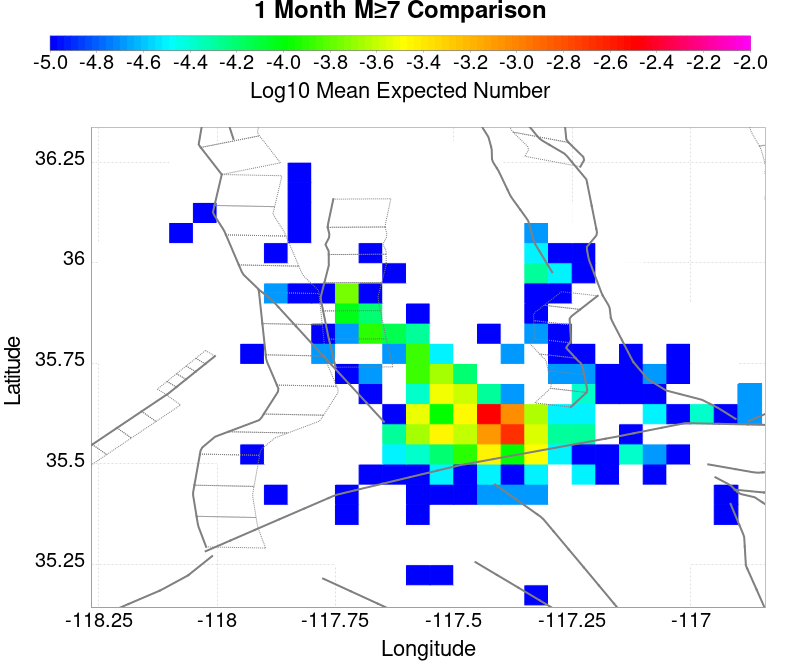 1 Month M≥7 Comparison
-5.0 -4.8 -4.6 -4.4 -4.2 -4.0 -3.8 -3.6 -3.4 -3.2 -3.0 -2.8 -2.6 -2.4 -2.2 -2.0
Log10 Mean Expected Number
36.25
36
35.75
35.5
35.25
Latitude
-118.25 -118 -117.75 -117.5 -117.25 -117
Longitude